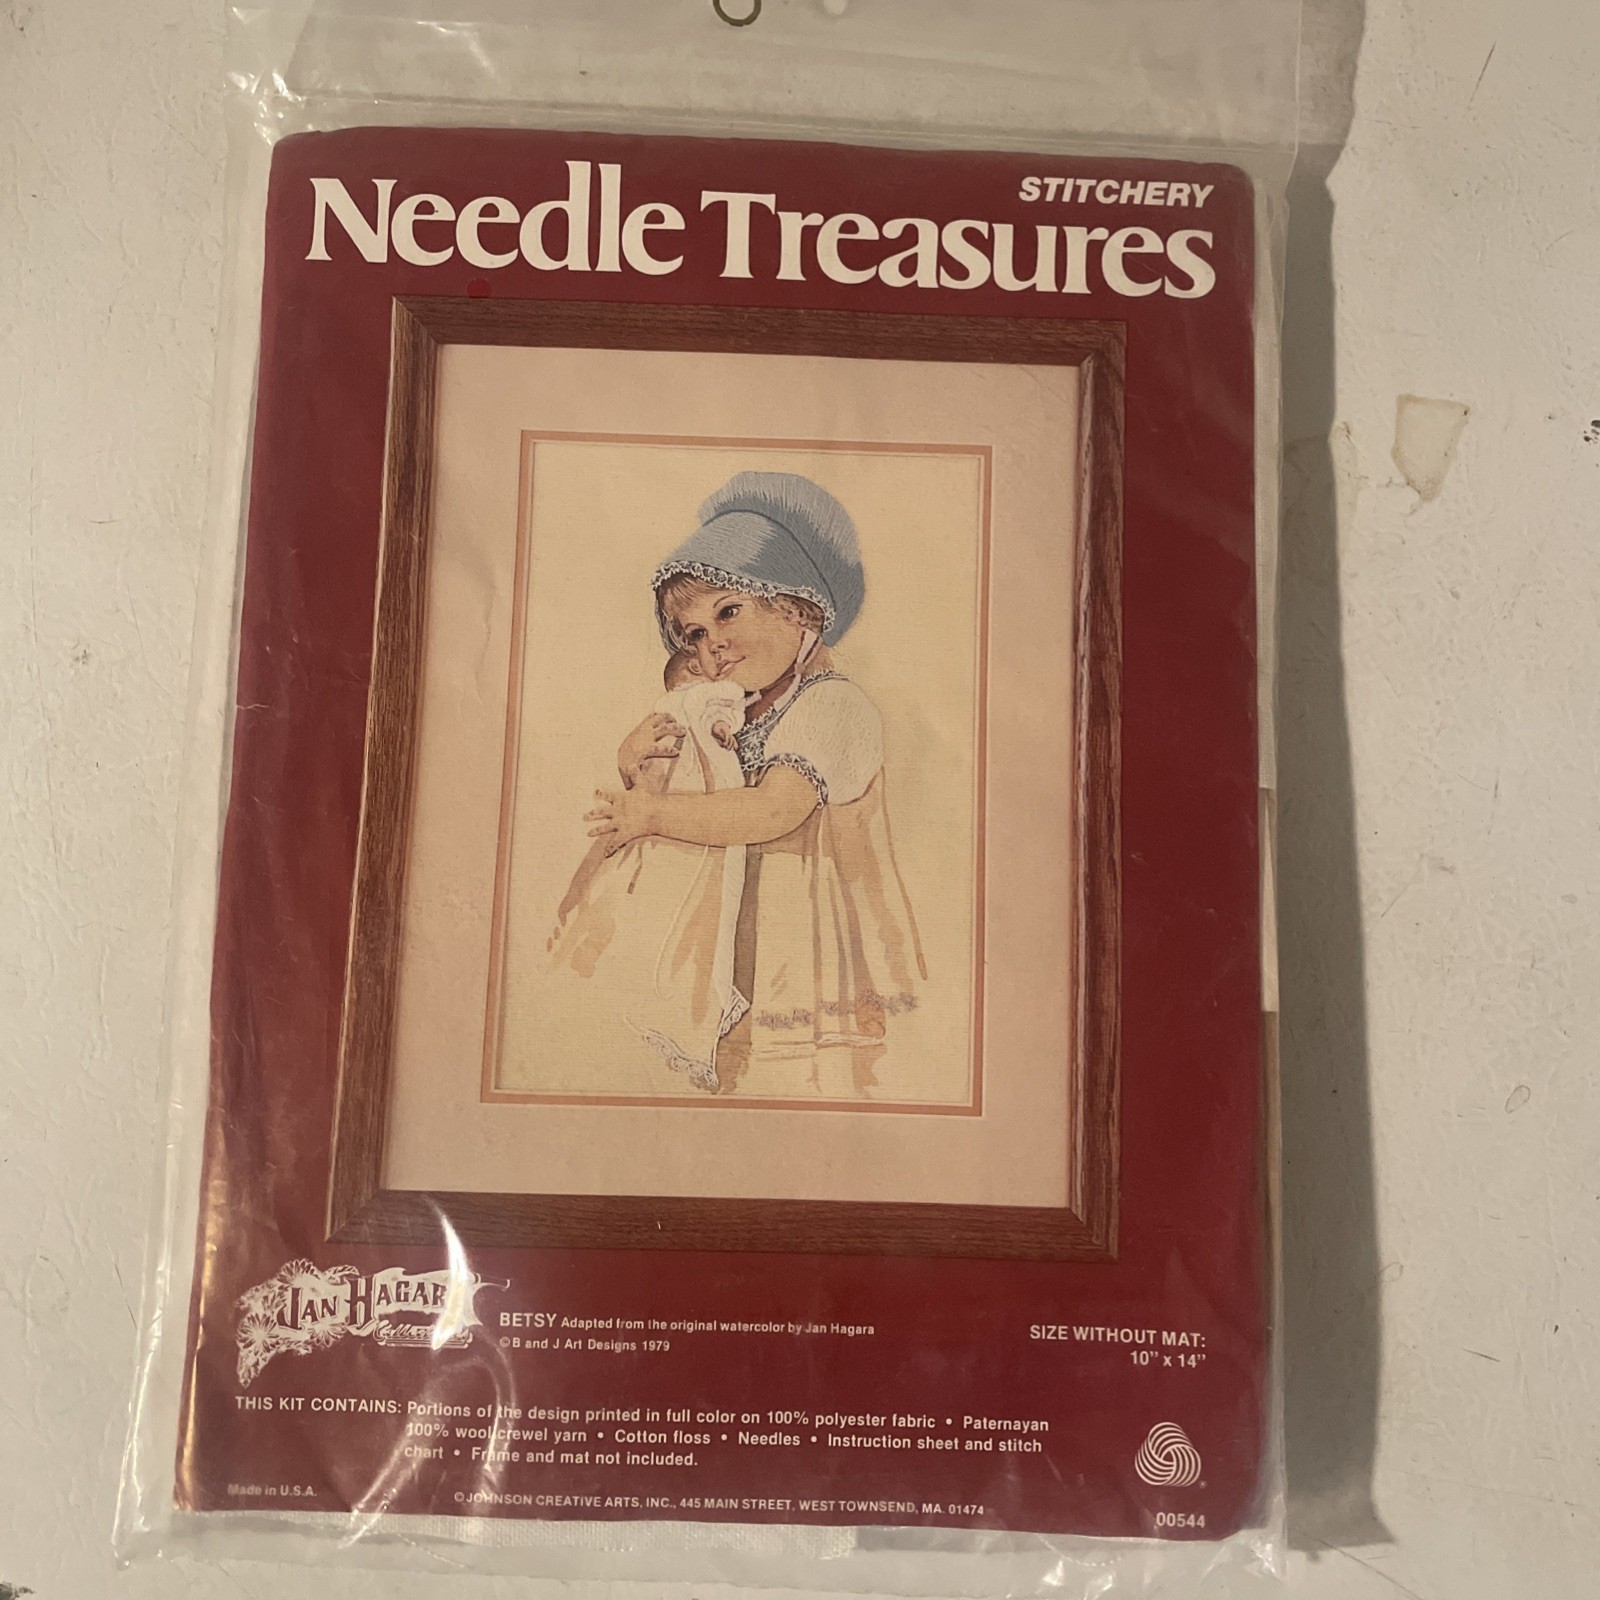 STITCHERY
Needle Treasures
JAN HAGARA
Collection
BETSY Adapted from the original watercolor by Jan Hagara
©B and J Art Designs 1979
SIZE WITHOUT MAT:
10" x 14"
THIS KIT CONTAINS: Portions of the design printed in full color on 100% polyester fabric • Paternayan
100% wool crewel yarn • Cotton floss • Needles • Instruction sheet and stitch
chart • Frame and mat not included.
Made in U.S.A.
©JOHNSON CREATIVE ARTS, INC., 445 MAIN STREET, WEST TOWNSEND, MA. 01474
00544